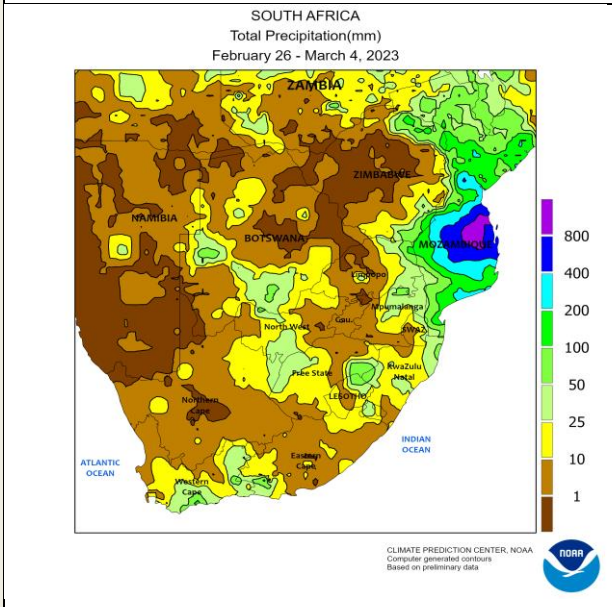 SOUTH AFRICA
Total Precipitation(mm)
February 26 - March 4, 2023
ZAMBIA
ZIMBABWE
NAMIBIA
BOTSWANA
MOZAMBIQUE
Limpopo
Mpumalanga
Gau.
North West
SWAZ.
Free State
KwaZulu
Natal
LESOTHO
Northern
Cape
Eastern
Cape
Western
Cape
ATLANTIC
OCEAN
INDIAN
OCEAN
800
400
200
100
50
25
10
1
CLIMATE PREDICTION CENTER, NOAA
Computer generated contours
Based on preliminary data
NOAA